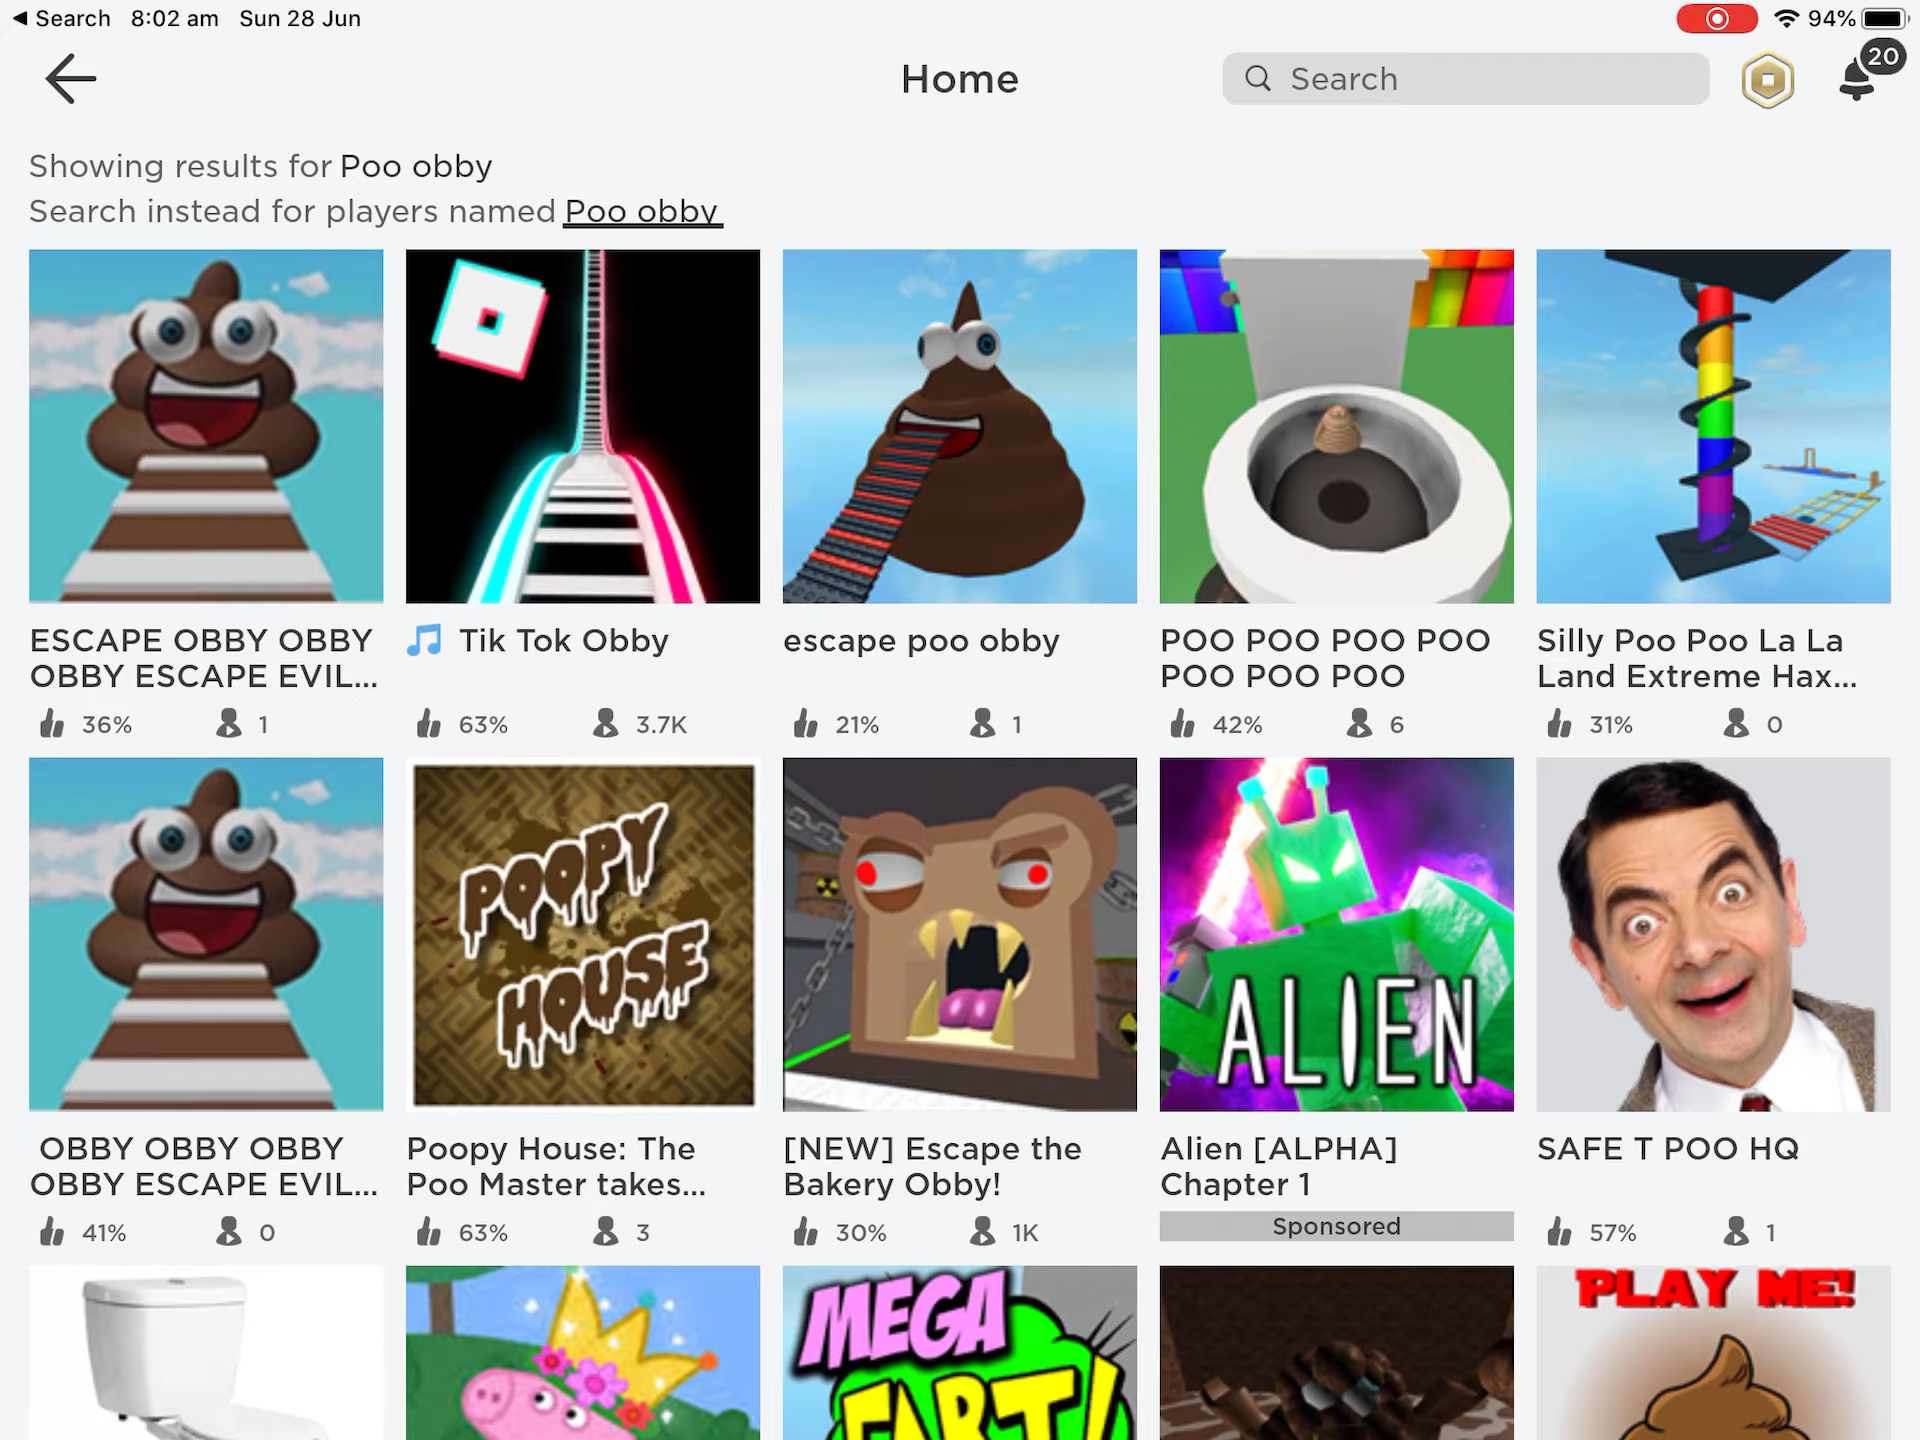 Search 8:02 am Sun 28 Jun 94%
Home
Search
20
Showing results for Poo obby
Search instead for players named Poo obby
ESCAPE OBBY OBBY
OBBY ESCAPE EVIL...
36% 1
Tik Tok Obby
63% 3.7K
escape poo obby
21% 1
POO POO POO POO
POO POO POO
42% 6
Silly Poo Poo La La
Land Extreme Hax...
31% 0
POOPY
HOUSE
ALIEN
OBBY OBBY OBBY
OBBY ESCAPE EVIL...
41% 0
Poopy House: The
Poo Master takes...
63% 3
[NEW] Escape the
Bakery Obby!
30% 1K
Alien [ALPHA]
Chapter 1
Sponsored
SAFE T POO HQ
57% 1
MEGA
FART!
PLAY ME!